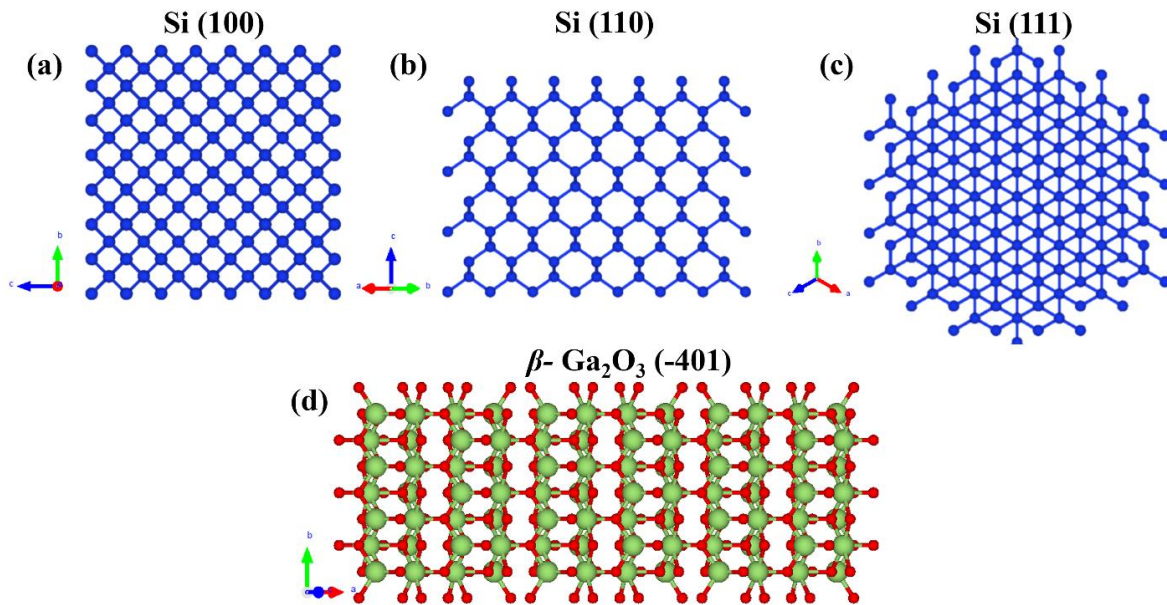 Si (100)
Si (110)
Si (111)
(a)
(b)
(c)
b
c
a
c
a
b
b
c
a
β- Ga₂O₃ (-401)
(d)
b
c
a